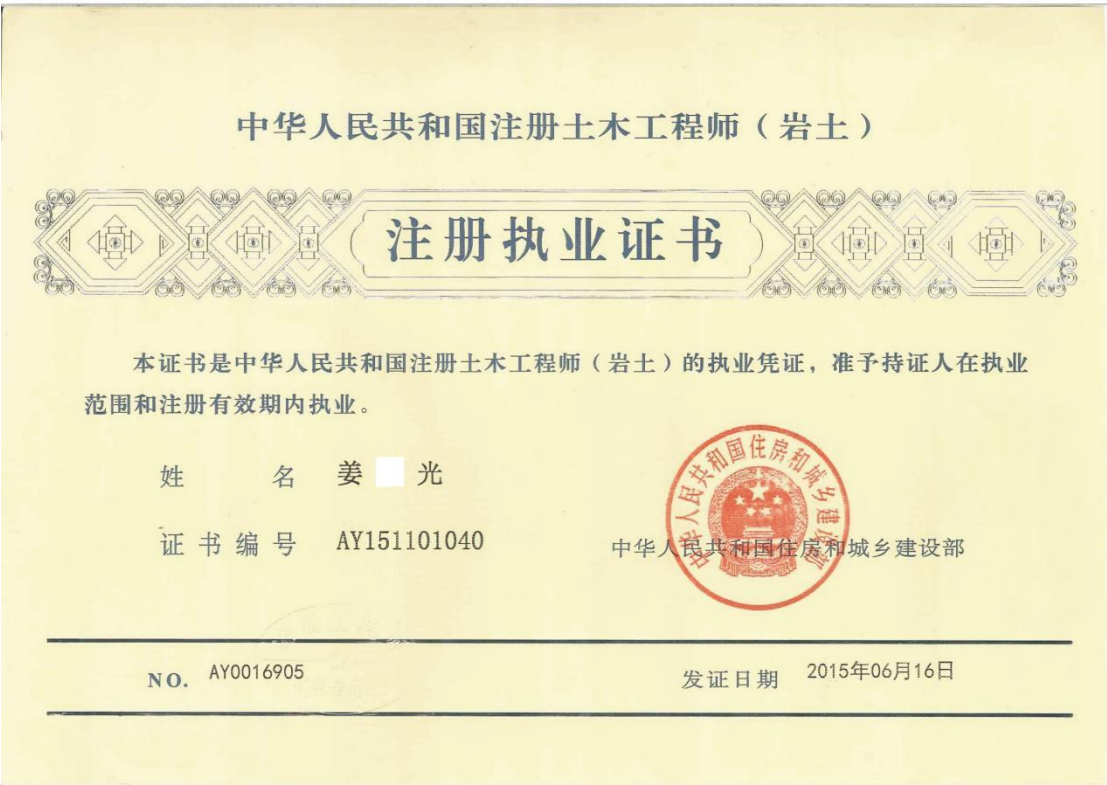 中华人民共和国注册土木工程师（岩土）
注册执业证书
本证书是中华人民共和国注册土木工程师（岩土）的执业凭证，准予持证人在执业
范围和注册有效期内执业。
姓 名 姜 光
证书编号 AY151101040
中华人民共和国住房和城乡建设部
中华人民共和国住房和城乡建设部
NO. AY0016905
发证日期 2015年06月16日